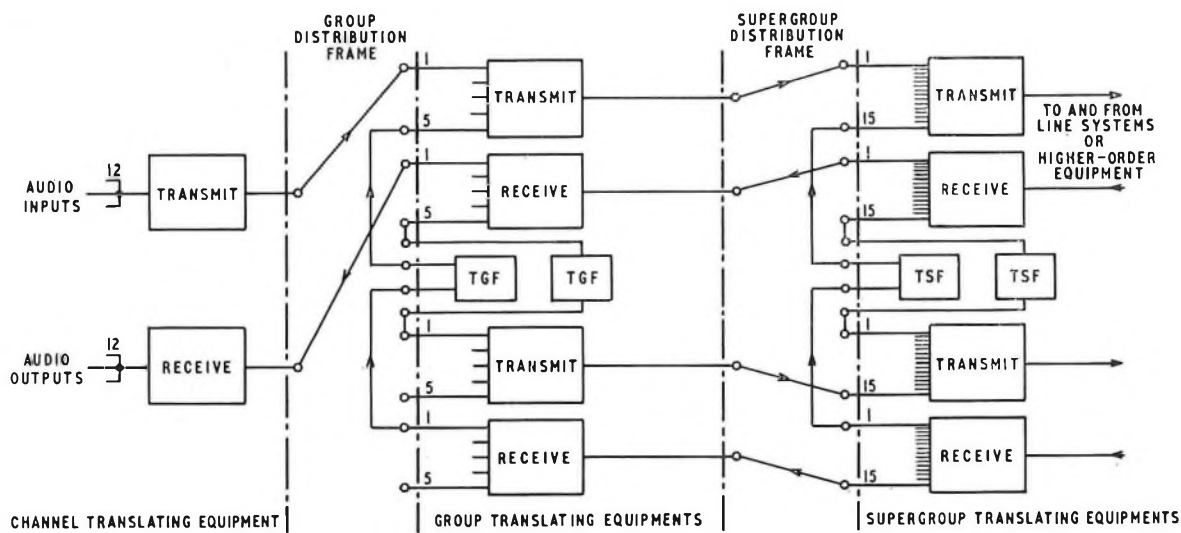 GROUP
DISTRIBUTION
FRAME
SUPERGROUP
DISTRIBUTION
FRAME
1
TRANSMIT
5
1
RECEIVE
5
TGF
TGF
1
TRANSMIT
5
1
RECEIVE
5
1
TRANSMIT
15
1
RECEIVE
15
TSF
TSF
1
TRANSMIT
15
1
RECEIVE
15
TO AND FROM
LINE SYSTEMS
OR
HIGHER-ORDER
EQUIPMENT
AUDIO
INPUTS
12
TRANSMIT
AUDIO
OUTPUTS
12
RECEIVE
CHANNEL TRANSLATING EQUIPMENT
GROUP TRANSLATING EQUIPMENTS
SUPERGROUP TRANSLATING EQUIPMENTS